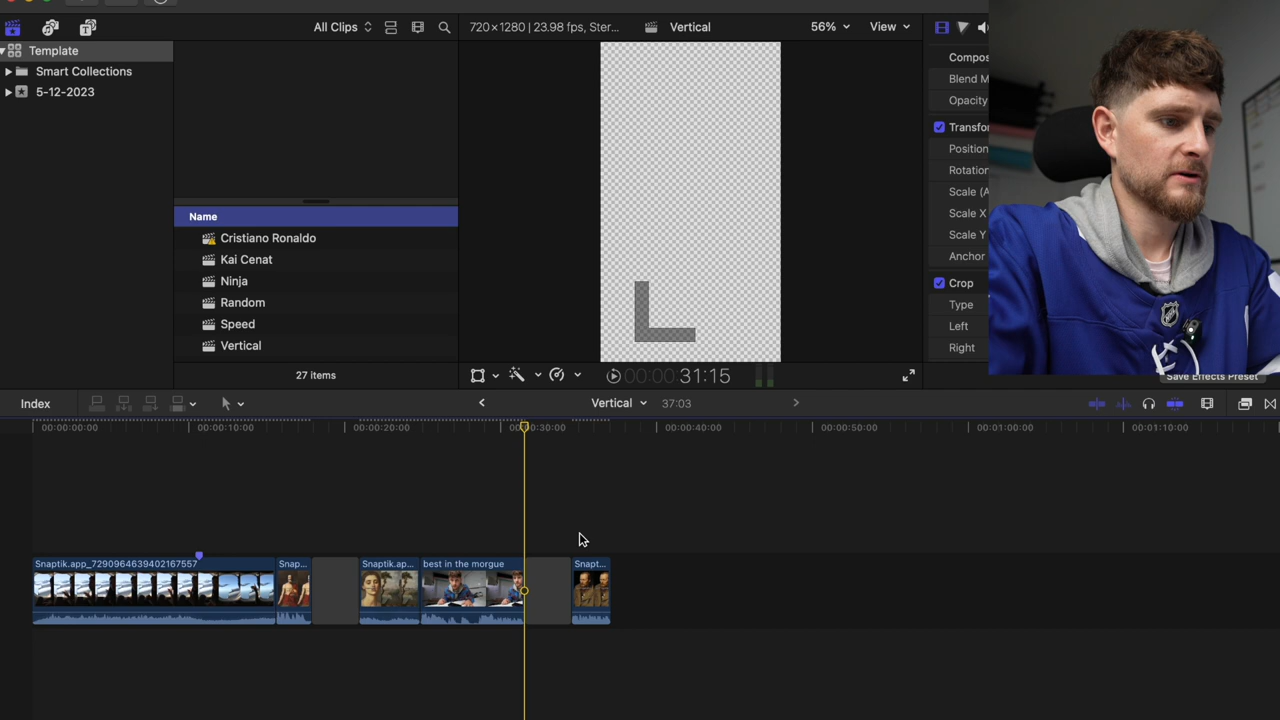 All Clips
720×1280 | 23.98 fps, Ster...
Vertical
56%
View
Template
Smart Collections
5-12-2023
Name
Cristiano Ronaldo
Kai Cenat
Ninja
Random
Speed
Vertical
27 items
Compos
Blend M
Opacity
Transfo
Position
Rotation
Scale (A
Scale X
Scale Y
Anchor
Crop
Type
Left
Right
Save Effects Preset
NHL
00:00:31:15
Index
Vertical
37:03
00:00:00:00
00:00:10:00
00:00:20:00
00:00:30:00
00:00:40:00
00:00:50:00
00:01:00:00
00:01:10:00
Snaptik.app_7290964639402167557
Snap...
Snaptik.ap...
best in the morgue
Snapt...